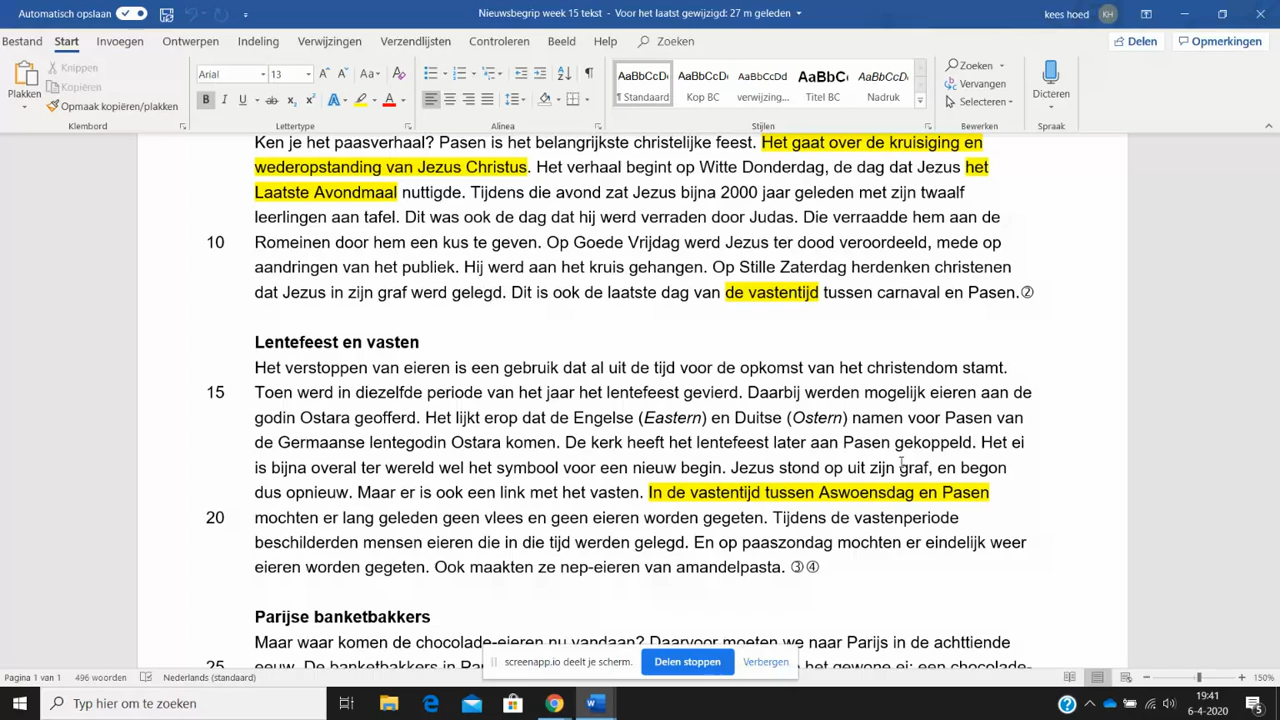 Automatisch opslaan
Nieuwsbegrip week 15 tekst - Voor het laatst gewijzigd: 27 m geleden
kees hoed KH
Bestand Start Invoegen Ontwerpen Indeling Verwijzingen Verzendlijsten Controleren Beeld Help Zoeken Delen Opmerkingen
Plakken
Knippen
Kopiëren
Opmaak kopiëren/plakken
Klembord
Arial 13
Lettertype
Alinea
AaBbCcDd ¶ Standaard
AaBbCcDd Kop BC
AaBbCcDd verwijzing...
AaBbCc Titel BC
AaBbCcDd Nadruk
Stijlen
Zoeken
Vervangen
Selecteren
Bewerken
Dicteren
Spraak
Ken je het paasverhaal? Pasen is het belangrijkste christelijke feest. Het gaat over de kruisiging en
wederopstanding van Jezus Christus. Het verhaal begint op Witte Donderdag, de dag dat Jezus het
Laatste Avondmaal nuttigde. Tijdens die avond zat Jezus bijna 2000 jaar geleden met zijn twaalf
leerlingen aan tafel. Dit was ook de dag dat hij werd verraden door Judas. Die verraadde hem aan de
10 Romeinen door hem een kus te geven. Op Goede Vrijdag werd Jezus ter dood veroordeeld, mede op
aandringen van het publiek. Hij werd aan het kruis gehangen. Op Stille Zaterdag herdenken christenen
dat Jezus in zijn graf werd gelegd. Dit is ook de laatste dag van de vastentijd tussen carnaval en Pasen.②
Lentefeest en vasten
Het verstoppen van eieren is een gebruik dat al uit de tijd voor de opkomst van het christendom stamt.
15 Toen werd in diezelfde periode van het jaar het lentefeest gevierd. Daarbij werden mogelijk eieren aan de
godin Ostara geofferd. Het lijkt erop dat de Engelse (Eastern) en Duitse (Ostern) namen voor Pasen van
de Germaanse lentegodin Ostara komen. De kerk heeft het lentefeest later aan Pasen gekoppeld. Het ei
is bijna overal ter wereld wel het symbool voor een nieuw begin. Jezus stond op uit zijn graf, en begon
dus opnieuw. Maar er is ook een link met het vasten. In de vastentijd tussen Aswoensdag en Pasen
20 mochten er lang geleden geen vlees en geen eieren worden gegeten. Tijdens de vastenperiode
beschilderden mensen eieren die in die tijd werden gelegd. En op paaszondag mochten er eindelijk weer
eieren worden gegeten. Ook maakten ze nep-eieren van amandelpasta. ③④
Parijse banketbakkers
Maar waar komen de chocolade-eieren nu vandaan? Daarvoor moeten we naar Parijs in de achttiende
25 eeuw. De banketbakkers in Par
het gewone ei: een chocolade-
screenapp.io deelt je scherm. Delen stoppen Verbergen
Pagina 1 van 1 496 woorden Nederlands (standaard) 150%
Typ hier om te zoeken
19:41
6-4-2020
5